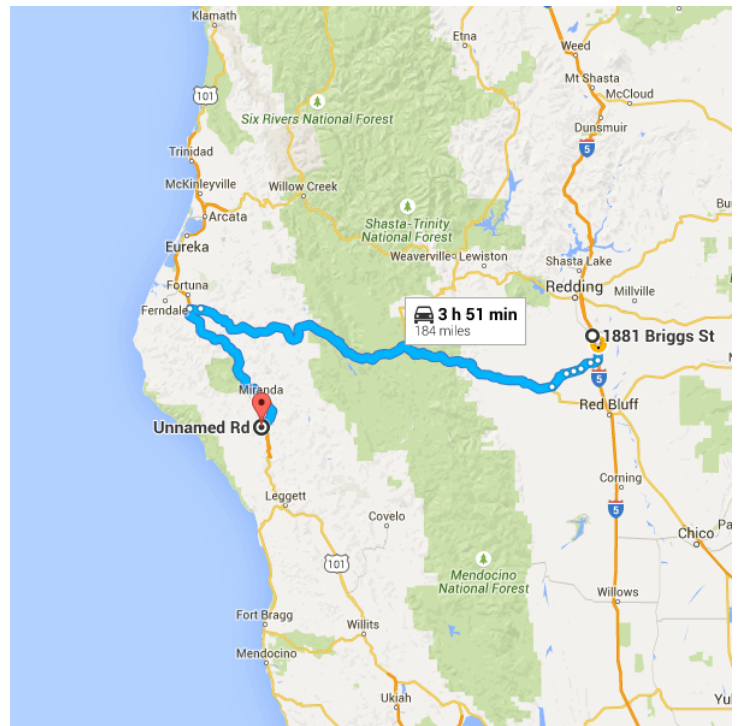 Klamath
Etna
Weed
Mt Shasta
McCloud
Dunsmuir
101
Six Rivers National Forest
5
Trinidad
McKinleyville
Willow Creek
Arcata
Shasta-Trinity
National Forest
Eureka
Weaverville
Lewiston
Shasta Lake
Redding
Millville
Fortuna
Ferndale
3 h 51 min
184 miles
1881 Briggs St
5
Miranda
Red Bluff
Unnamed Rd
Corning
Leggett
5
Covelo
Chico
101
Mendocino
National Forest
Willows
Fort Bragg
Willits
Mendocino
Ukiah